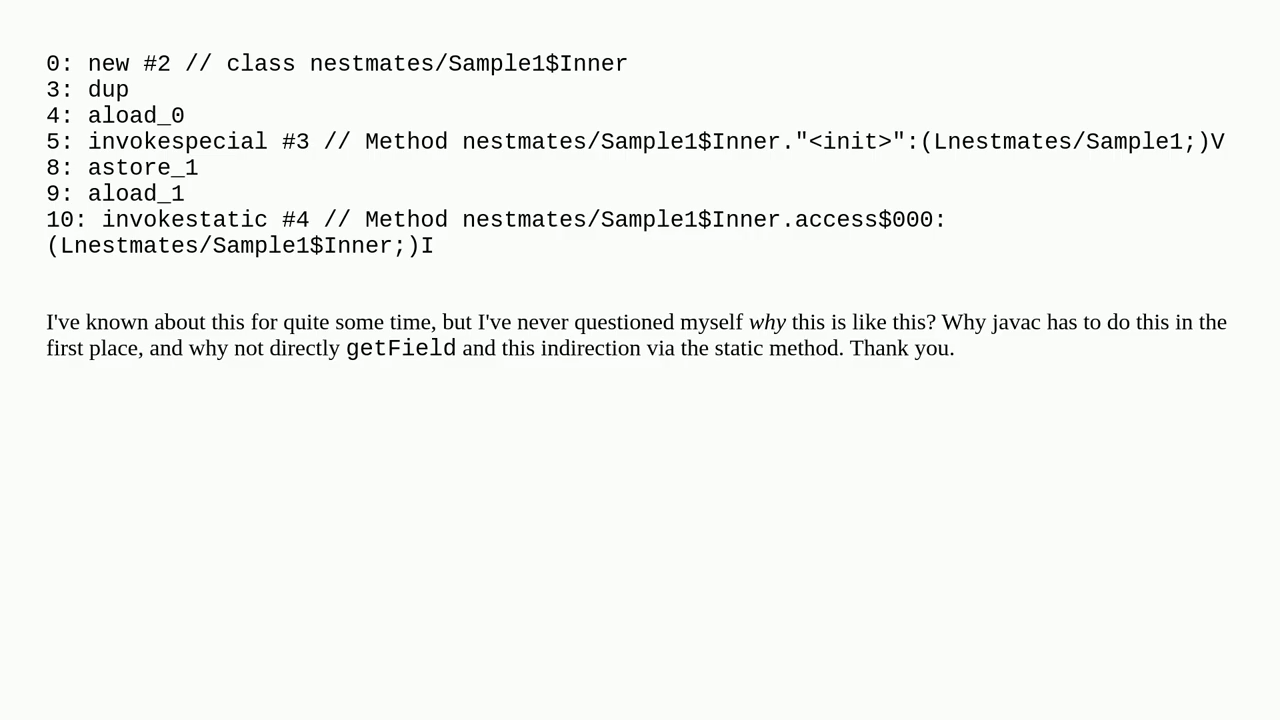 0: new #2 // class nestmates/Sample1$Inner
3: dup
4: aload_0
5: invokespecial #3 // Method nestmates/Sample1$Inner."<init>":(Lnestmates/Sample1;)V
8: astore_1
9: aload_1
10: invokestatic #4 // Method nestmates/Sample1$Inner.access$000:
(Lnestmates/Sample1$Inner;)I
I've known about this for quite some time, but I've never questioned myself why this is like this? Why javac has to do this in the
first place, and why not directly getField and this indirection via the static method. Thank you.